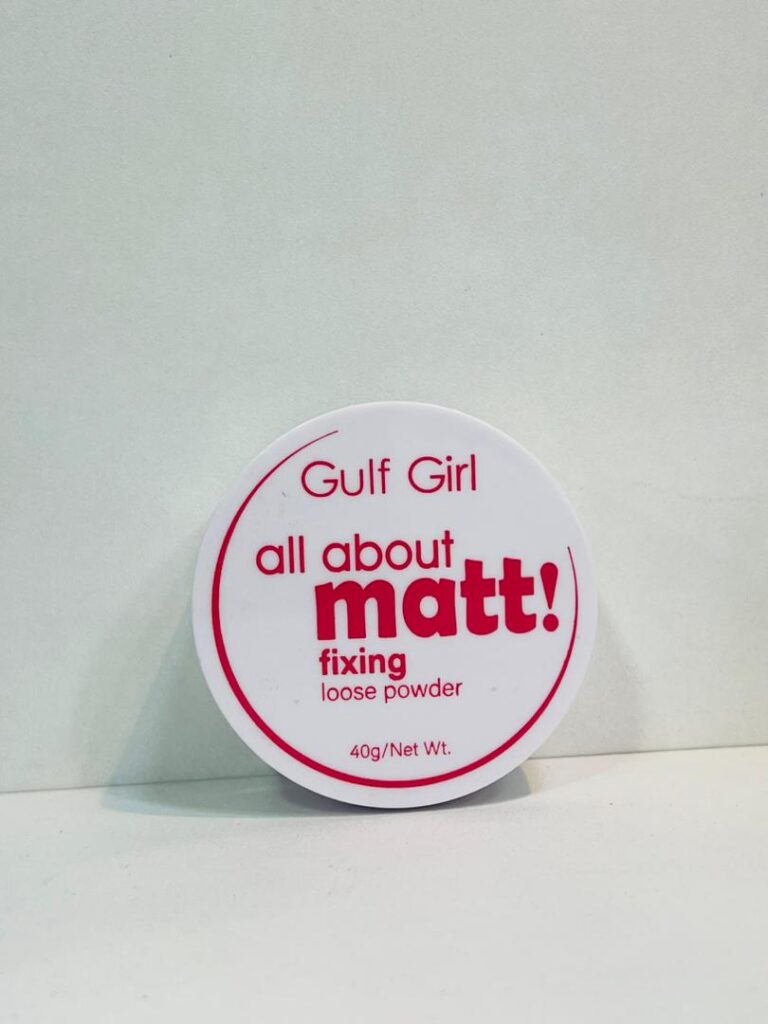 Gulf Girl
all about
matt!
fixing
loose powder
40g/Net Wt.